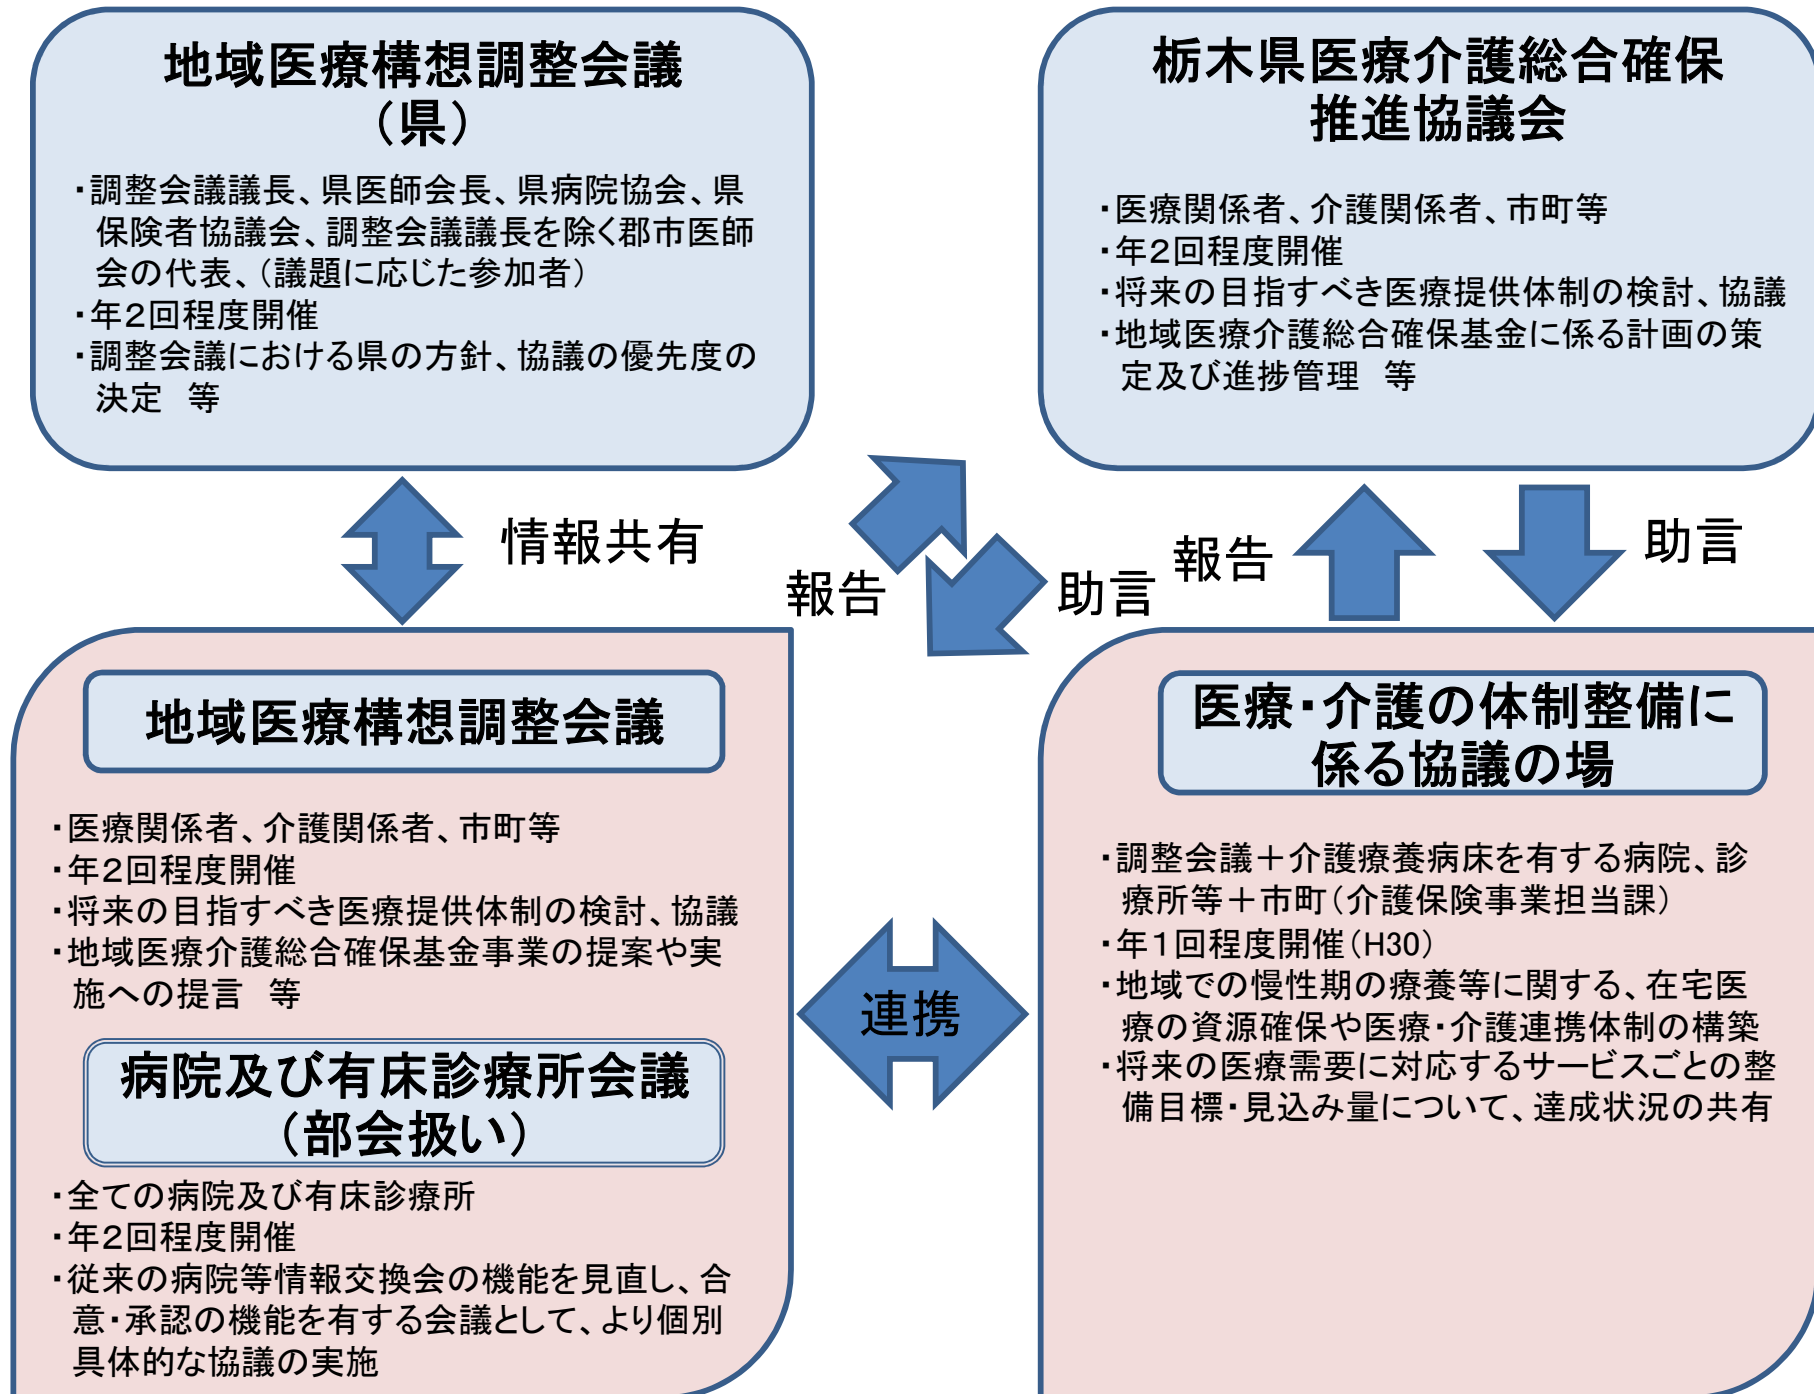 地域医療構想調整会議
（県）
・調整会議議長、県医師会長、県病院協会、県
保険者協議会、調整会議議長を除く郡市医師
会の代表、（議題に応じた参加者）
・年２回程度開催
・調整会議における県の方針、協議の優先度の
決定　等
栃木県医療介護総合確保
推進協議会
・医療関係者、介護関係者、市町等
・年２回程度開催
・将来の目指すべき医療提供体制の検討、協議
・地域医療介護総合確保基金に係る計画の策
定及び進捗管理　等
情報共有
報告
助言
報告
助言
地域医療構想調整会議
・医療関係者、介護関係者、市町等
・年２回程度開催
・将来の目指すべき医療提供体制の検討、協議
・地域医療介護総合確保基金事業の提案や実
施への提言　等
病院及び有床診療所会議
（部会扱い）
・全ての病院及び有床診療所
・年２回程度開催
・従来の病院等情報交換会の機能を見直し、合
意・承認の機能を有する会議として、より個別
具体的な協議の実施
連携
医療・介護の体制整備に
係る協議の場
・調整会議＋介護療養病床を有する病院、診
療所等＋市町（介護保険事業担当課）
・年１回程度開催（H30）
・地域での慢性期の療養等に関する、在宅医
療の資源確保や医療・介護連携体制の構築
・将来の医療需要に対応するサービスごとの整
備目標・見込み量について、達成状況の共有